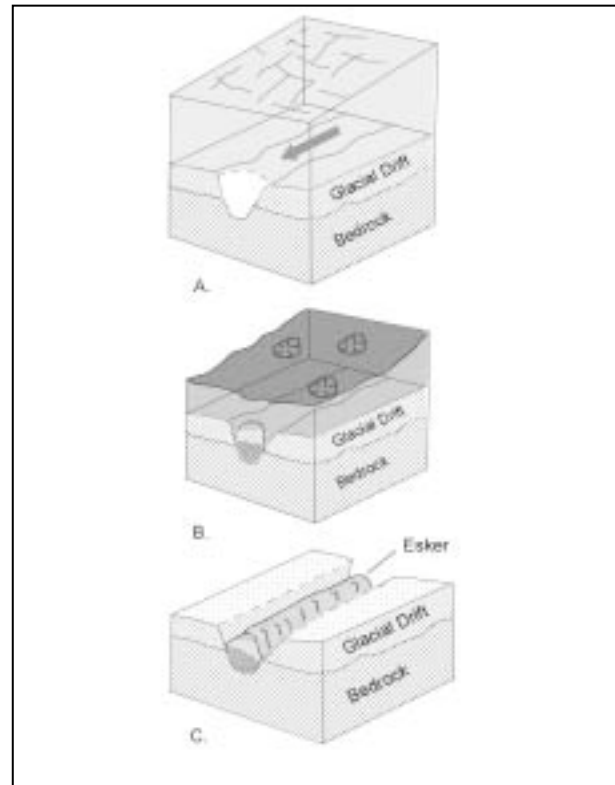 Glacial Drift
Bedrock
A.
Glacial Drift
Bedrock
B.
Esker
Glacial Drift
Bedrock
C.